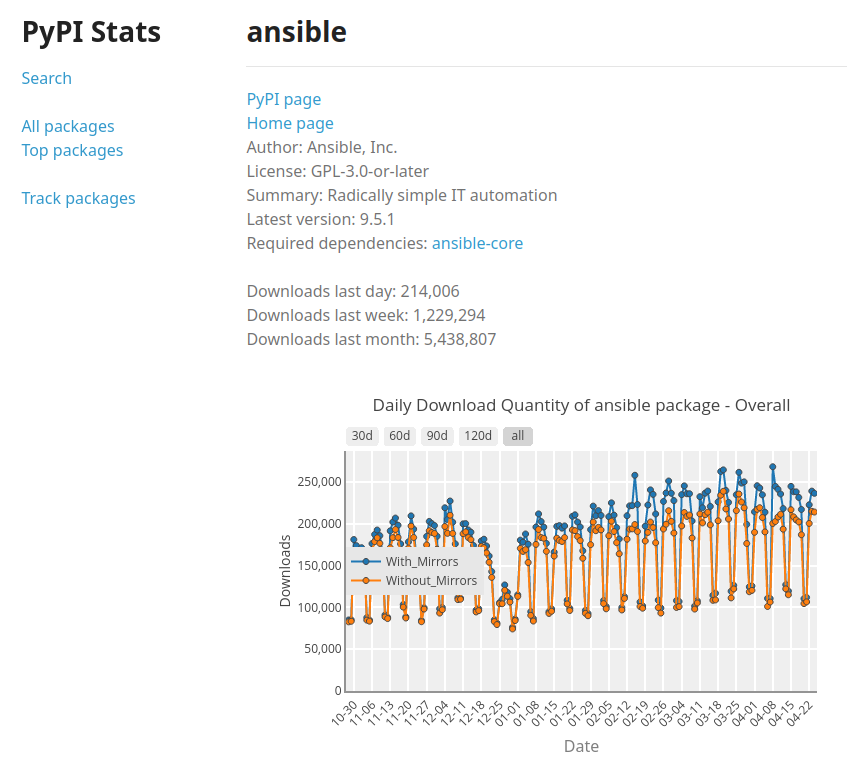 PyPI Stats
Search
All packages
Top packages
Track packages
ansible
PyPI page
Home page
Author: Ansible, Inc.
License: GPL-3.0-or-later
Summary: Radically simple IT automation
Latest version: 9.5.1
Required dependencies: ansible-core
Downloads last day: 214,006
Downloads last week: 1,229,294
Downloads last month: 5,438,807
Daily Download Quantity of ansible package - Overall
30d 60d 90d 120d all
Downloads
250,000
200,000
150,000
100,000
50,000
0
With_Mirrors
Without_Mirrors
10-30 11-06 11-13 11-20 11-27 12-04 12-11 12-18 12-25 01-01 01-08 01-15 01-22 01-29 02-05 02-12 02-19 02-26 03-04 03-11 03-18 03-25 04-01 04-08 04-15 04-22
Date